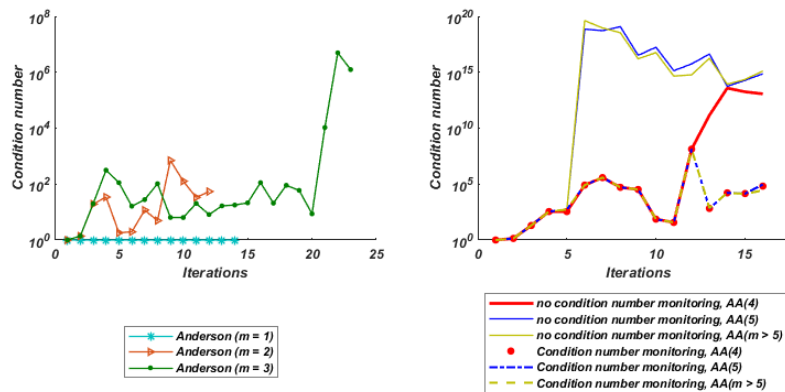 10^8
10^6
10^4
10^2
10^0
Condition number
0 5 10 15 20 25
Iterations
Anderson (m = 1)
Anderson (m = 2)
Anderson (m = 3)
10^20
10^15
10^10
10^5
10^0
Condition number
0 5 10 15
Iterations
no condition number monitoring, AA(4)
no condition number monitoring, AA(5)
no condition number monitoring, AA(m > 5)
Condition number monitoring, AA(4)
Condition number monitoring, AA(5)
Condition number monitoring, AA(m > 5)